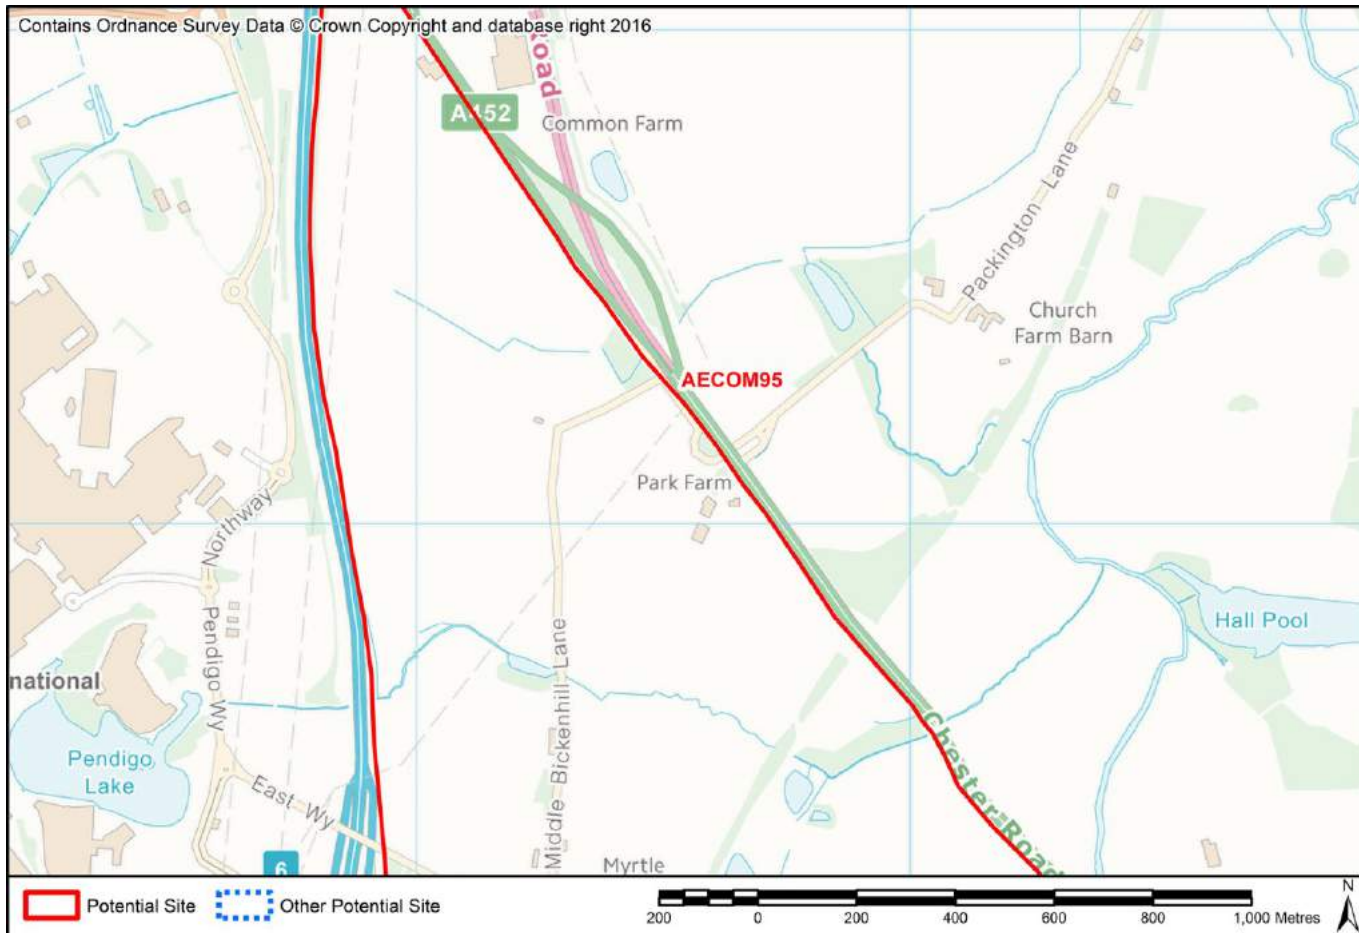 Contains Ordnance Survey Data © Crown Copyright and database right 2016
Road
A452
Common Farm
Packington Lane
Church
Farm Barn
AECOM95
Park Farm
N Northway
Hall Pool
Pendigo Wy
Middle Bickenhill Lane
national
Pendigo
Lake
East Wy
Chester Road
6
Myrtle
Potential Site
Other Potential Site
200 0 200 400 600 800 1,000 Metres
N